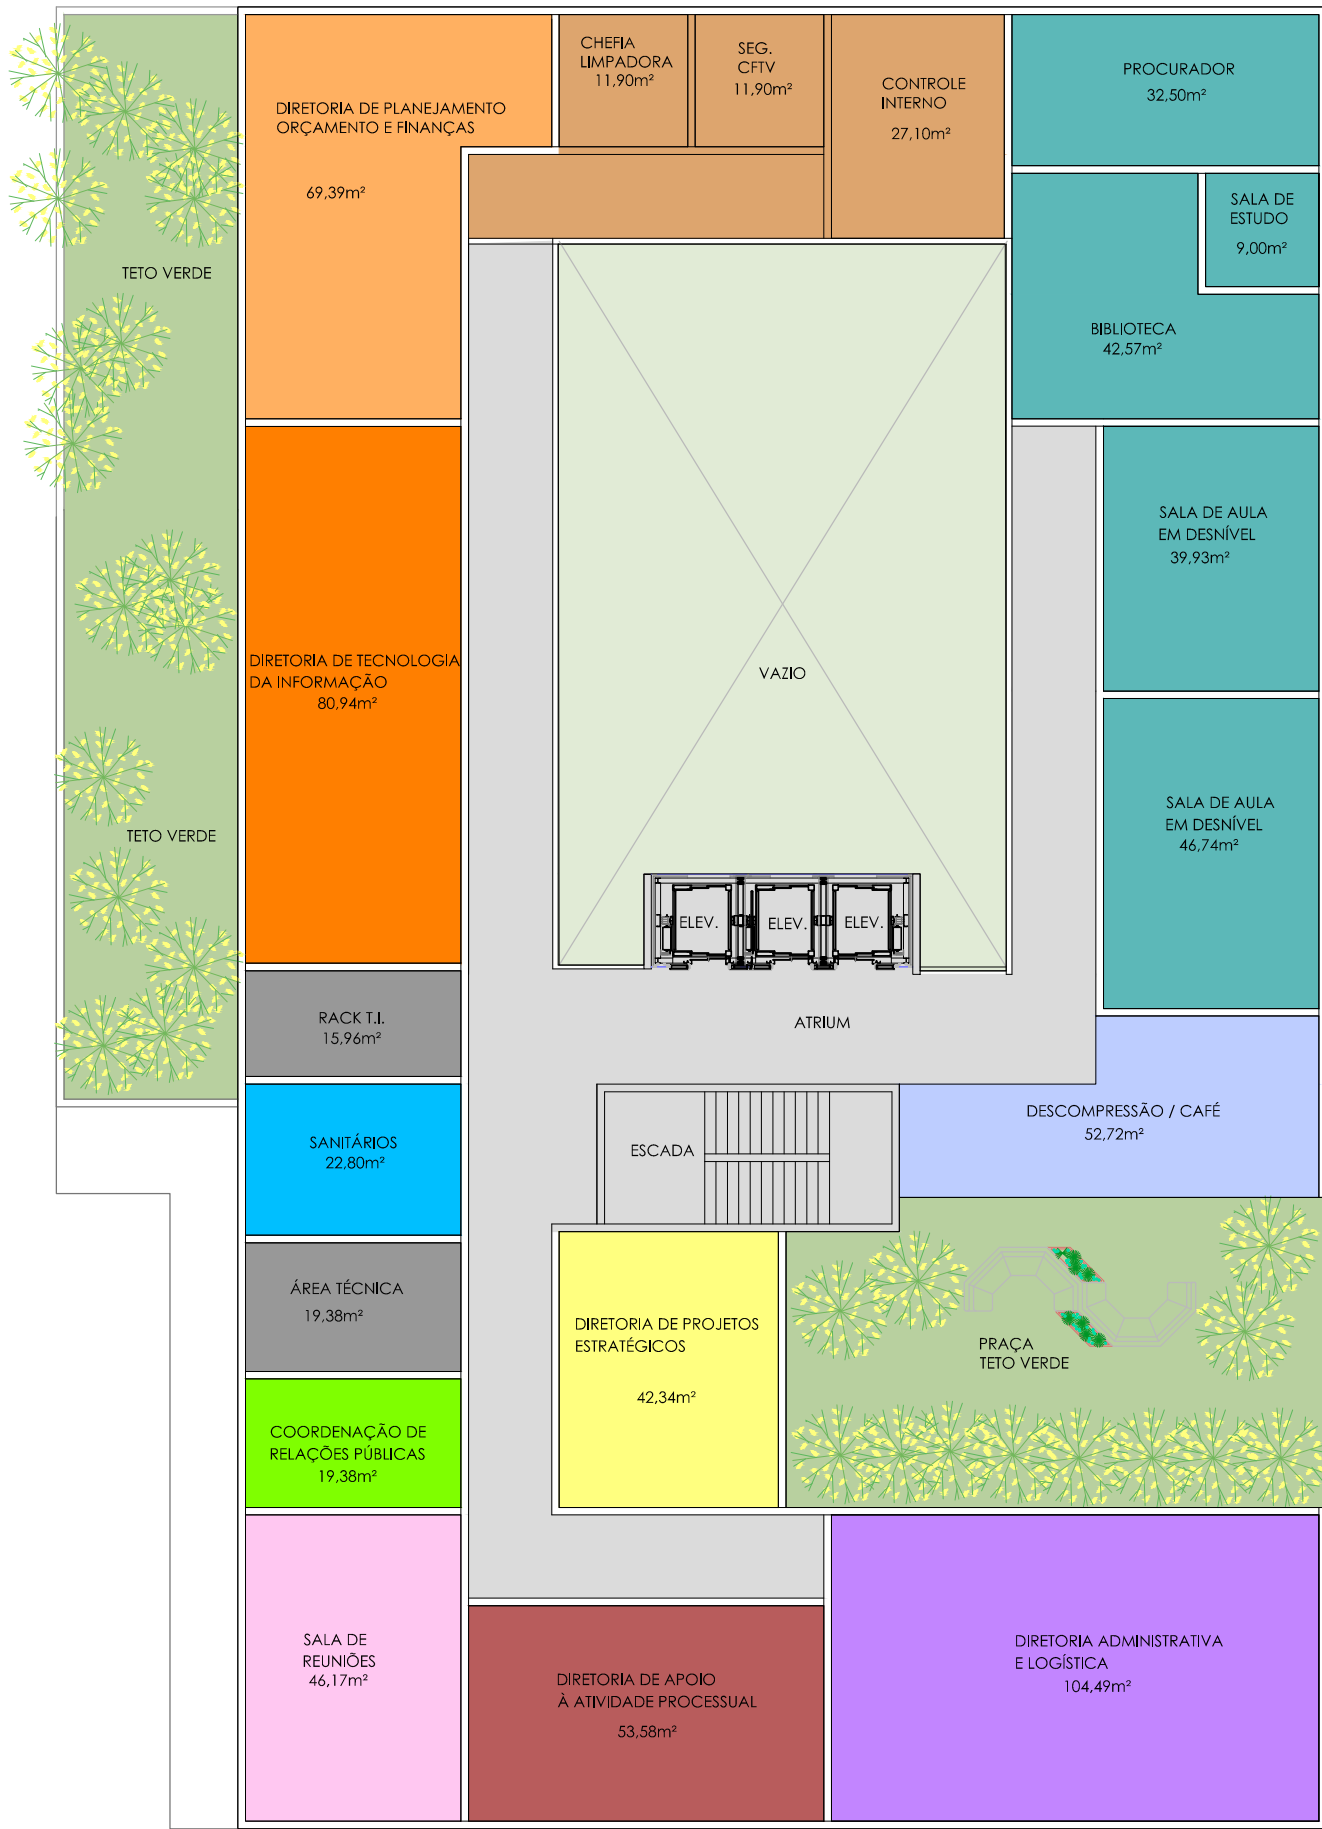 CHEFIA
LIMPADORA
11,90m²
SEG.
CFTV
11,90m²
CONTROLE
INTERNO
27,10m²
PROCURADOR
32,50m²
DIRETORIA DE PLANEJAMENTO
ORÇAMENTO E FINANÇAS
69,39m²
SALA DE
ESTUDO
9,00m²
TETO VERDE
BIBLIOTECA
42,57m²
SALA DE AULA
EM DESNÍVEL
39,93m²
DIRETORIA DE TECNOLOGIA
DA INFORMAÇÃO
80,94m²
VAZIO
SALA DE AULA
EM DESNÍVEL
46,74m²
TETO VERDE
ELEV.
ELEV.
ELEV.
RACK T.I.
15,96m²
ATRIUM
DESCOMPRESSÃO / CAFÉ
52,72m²
SANITÁRIOS
22,80m²
ESCADA
ÁREA TÉCNICA
19,38m²
DIRETORIA DE PROJETOS
ESTRATÉGICOS
42,34m²
PRAÇA
TETO VERDE
COORDENAÇÃO DE
RELAÇÕES PÚBLICAS
19,38m²
SALA DE
REUNIÕES
46,17m²
DIRETORIA DE APOIO
À ATIVIDADE PROCESSUAL
53,58m²
DIRETORIA ADMINISTRATIVA
E LOGÍSTICA
104,49m²